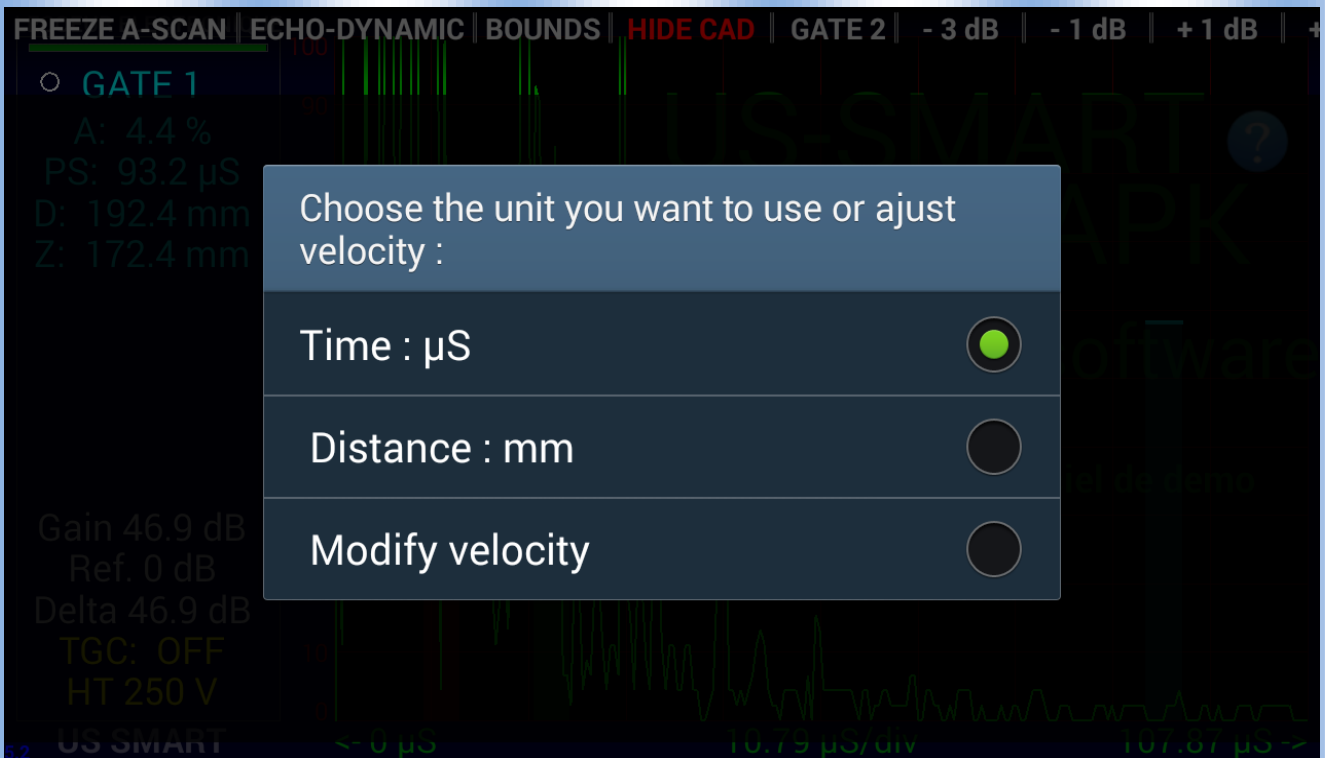 FREEZE A-SCAN ECHO-DYNAMIC BOUNDS HIDE CAD GATE 2 - 3 dB - 1 dB + 1 dB +
100
GATE 1
90
A: 4.4 %
PS: 93.2 µS
D: 192.4 mm
Z: 172.4 mm
US-SMART
APK
?
Choose the unit you want to use or ajust
velocity :
Time : µS
Distance : mm
Modify velocity
oftware
iel de demo
Gain 46.9 dB
Ref. 0 dB
Delta 46.9 dB
TGC: OFF
HT 250 V
10
0
US SMART
<- 0 µS 10.79 µS/div 107.87 µS ->